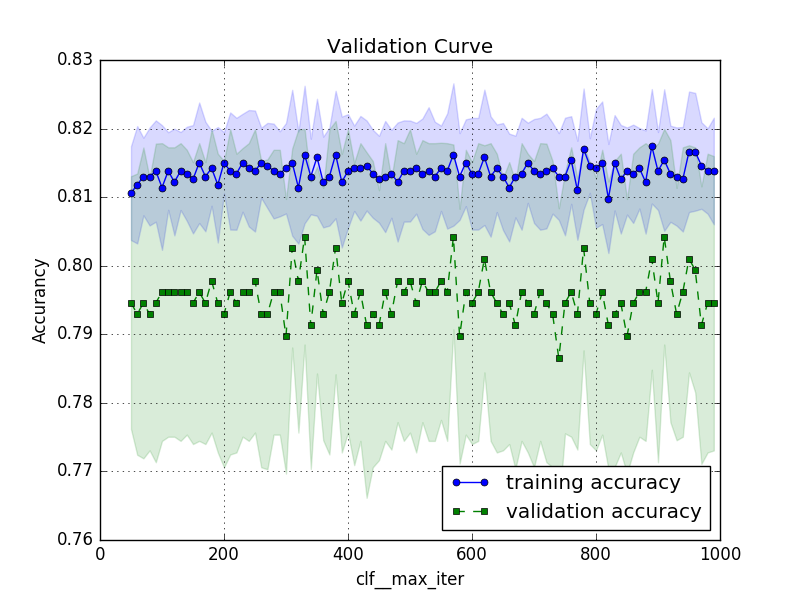 Validation Curve
0.83
0.82
0.81
0.80
0.79
0.78
0.77
0.76
Accurancy
0
200
400
600
800
1000
clf__max_iter
training accuracy
validation accuracy